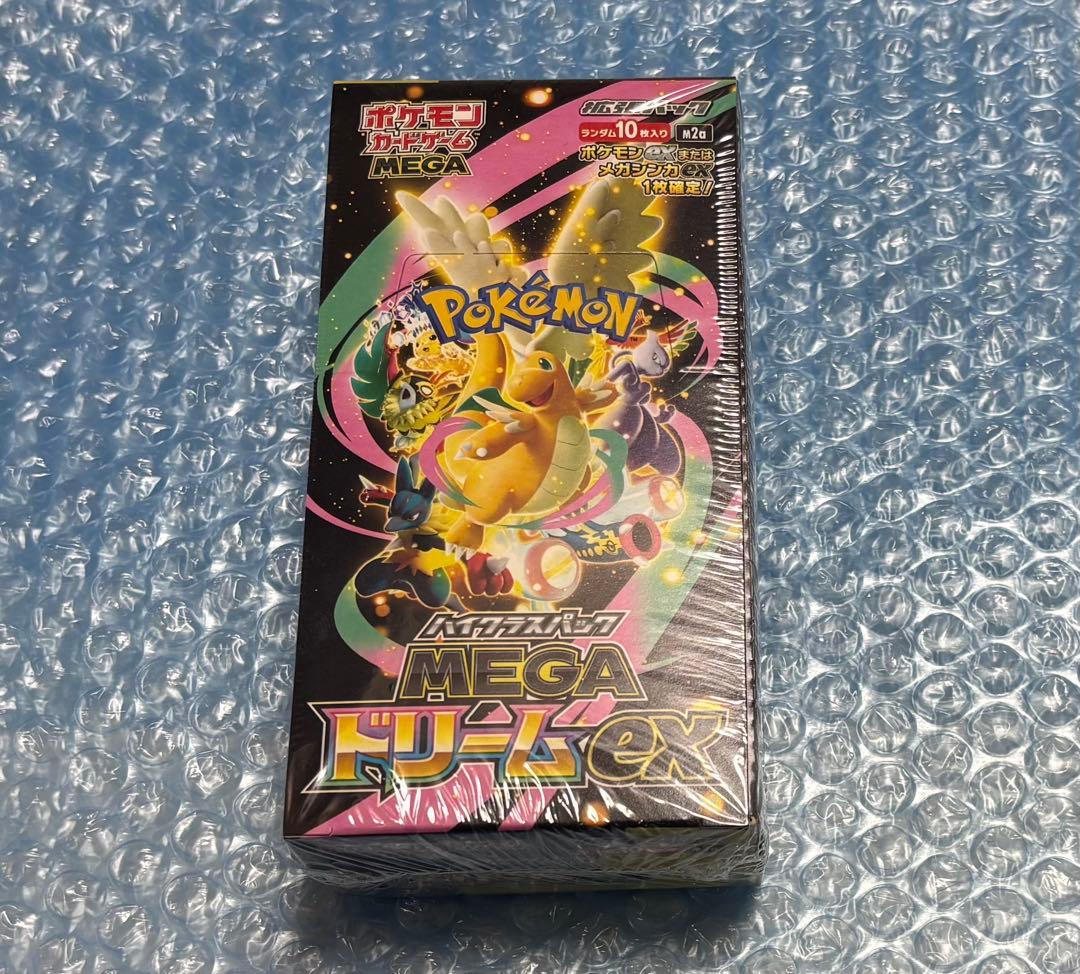 ポケモン
カードゲーム
MEGA
拡張パック
ランダム10枚入り M2a
ポケモンexまたは
メガシンカex
1枚確定!
POKéMON
TM
ハイクラスパック
MEGA
ドリームex